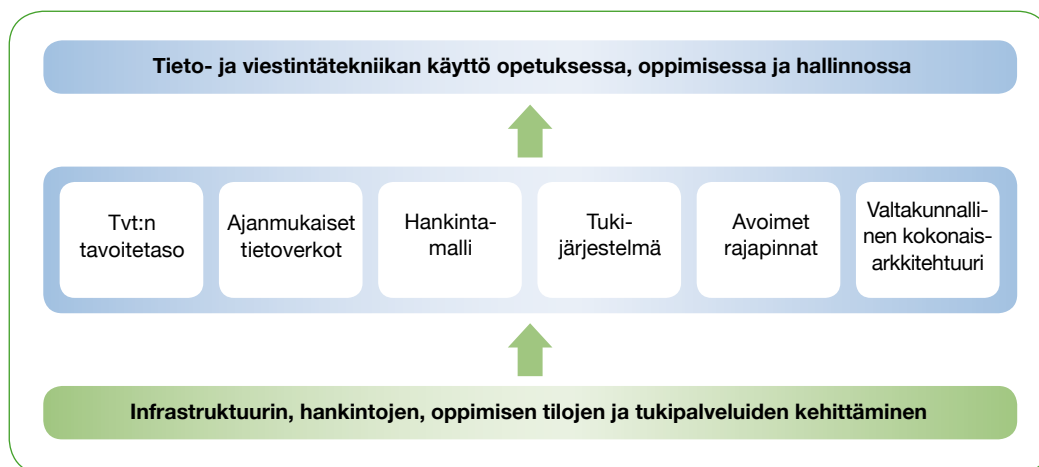 Tieto- ja viestintätekniikan käyttö opetuksessa, oppimisessa ja hallinnossa
Tvt:n
tavoitetaso
Ajanmukaiset
tietoverkot
Hankinta-
malli
Tuki-
järjestelmä
Avoimet
rajapinnat
Valtakunnalli-
nen kokonais-
arkkitehtuuri
Infrastruktuurin, hankintojen, oppimisen tilojen ja tukipalveluiden kehittäminen